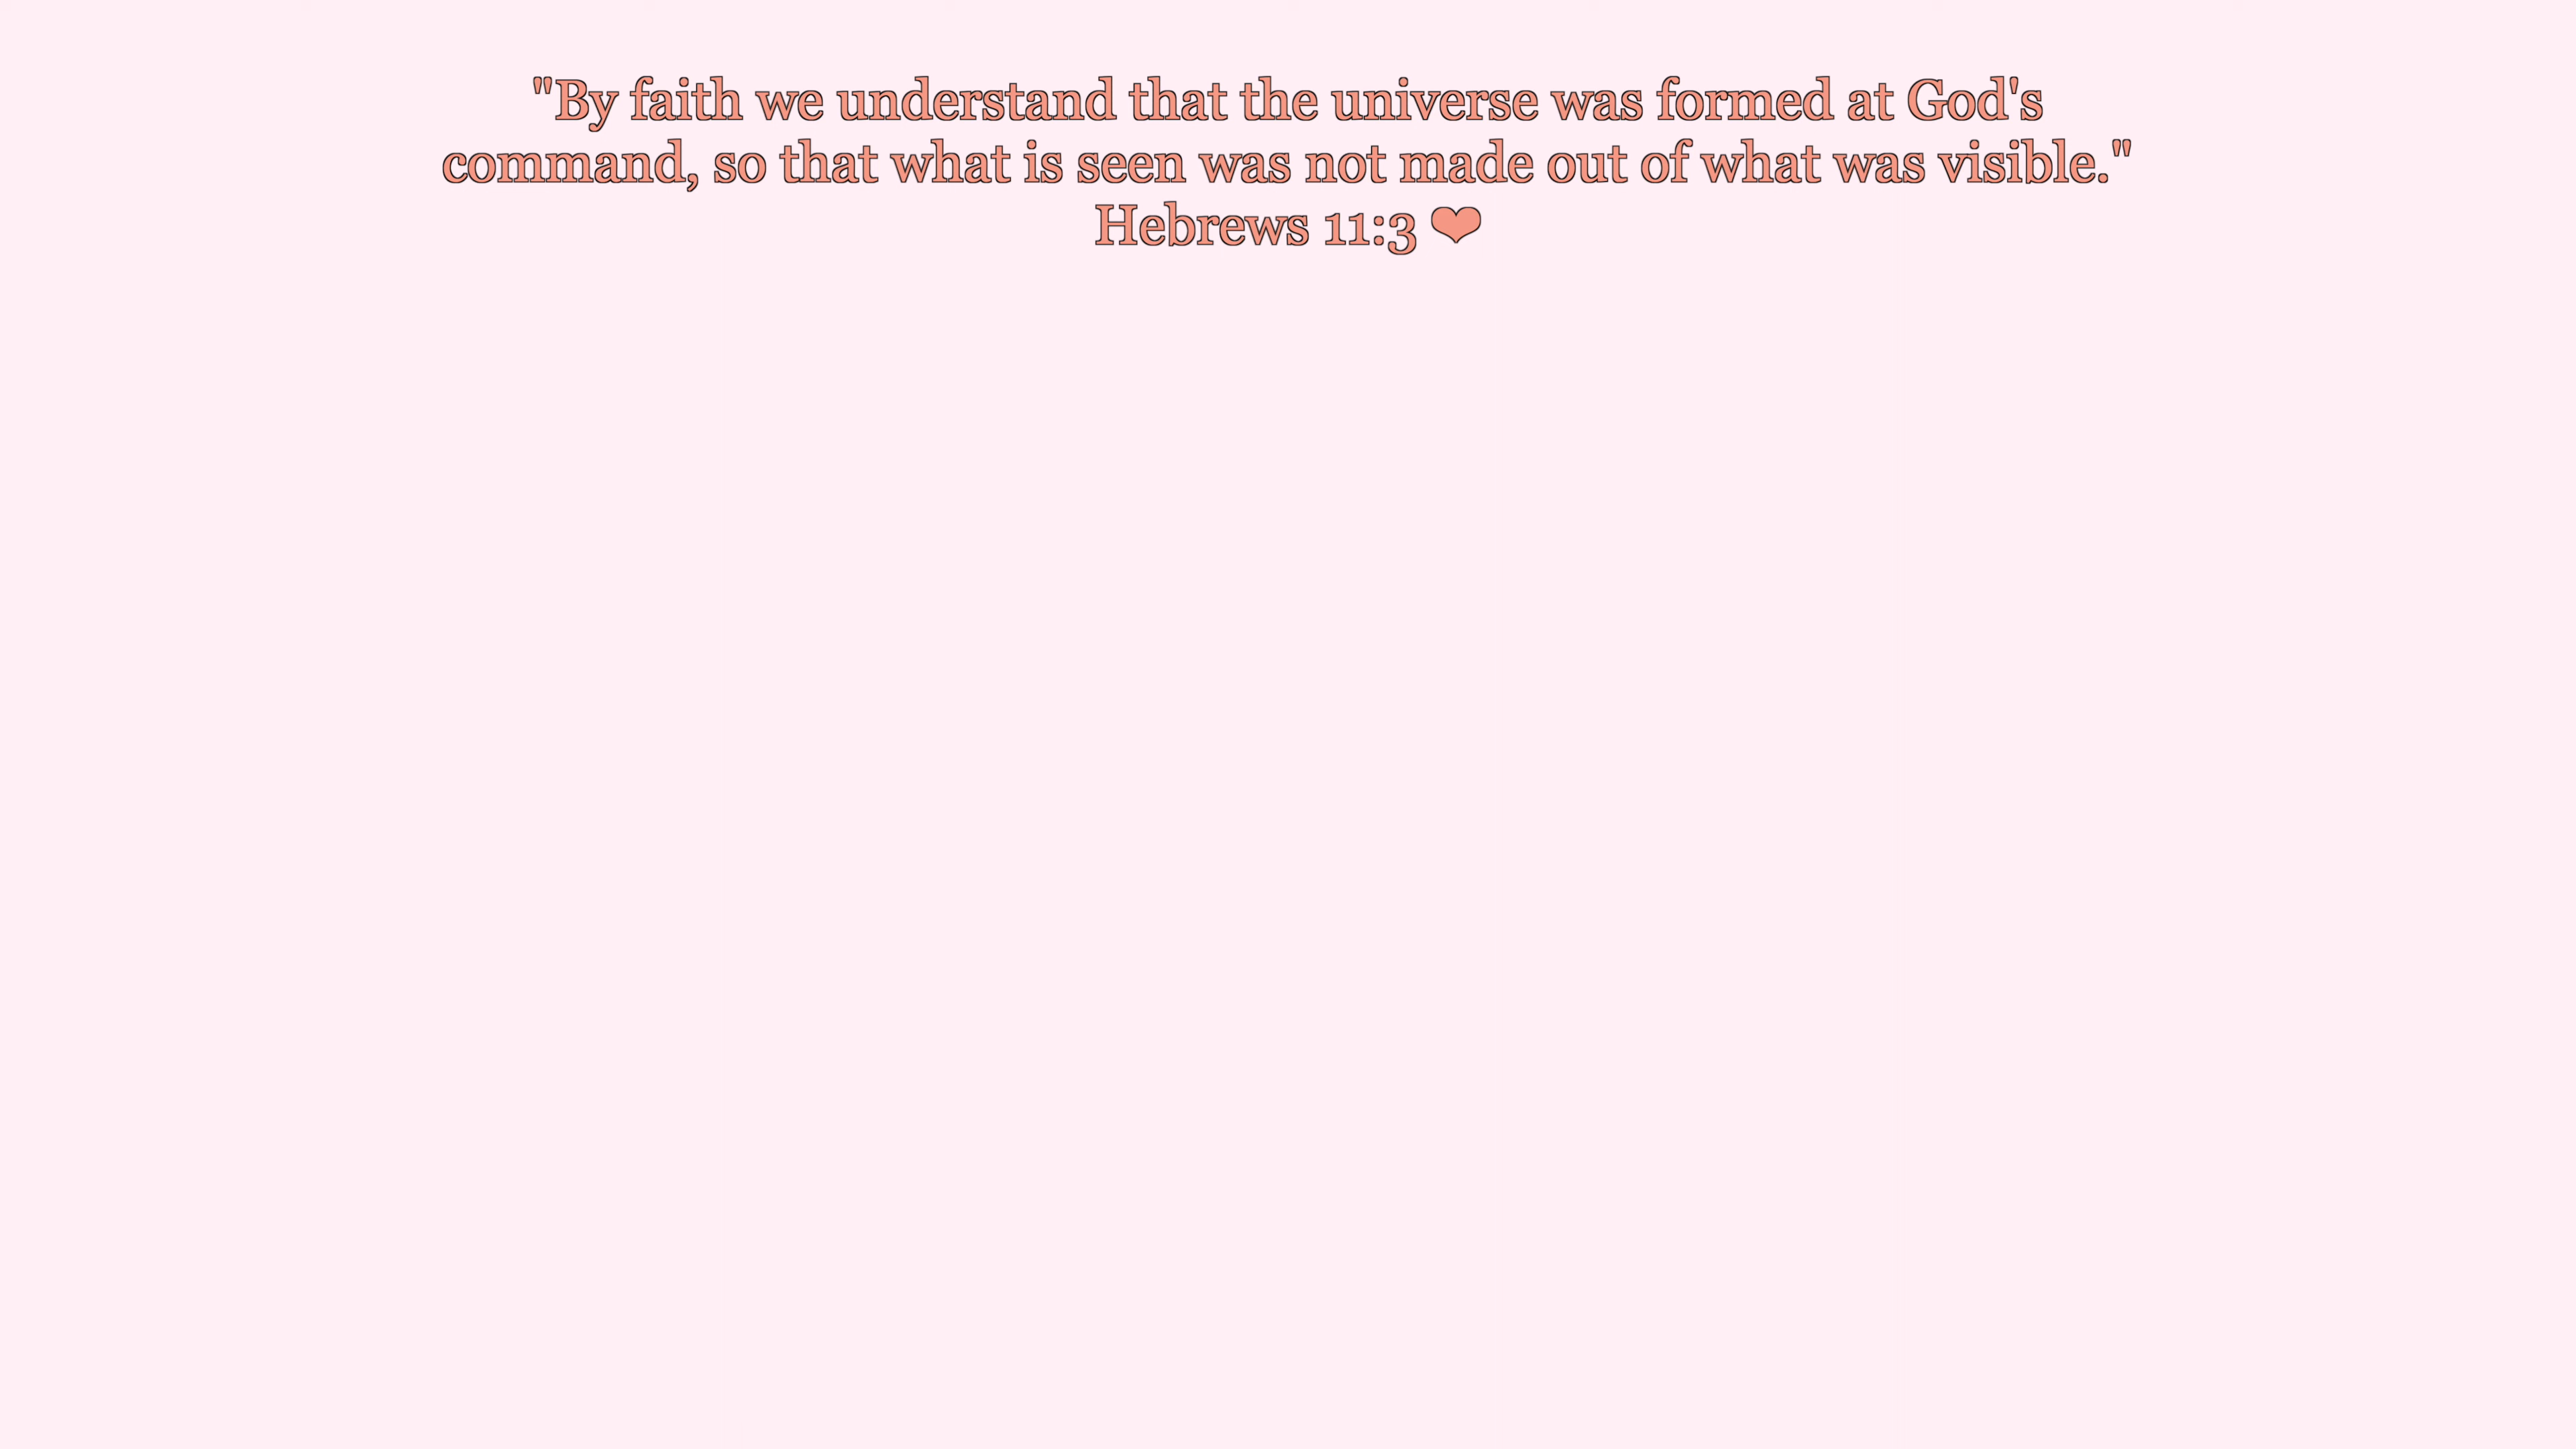 "By faith we understand that the universe was formed at God's
command, so that what is seen was not made out of what was visible."
Hebrews 11:3 ❤